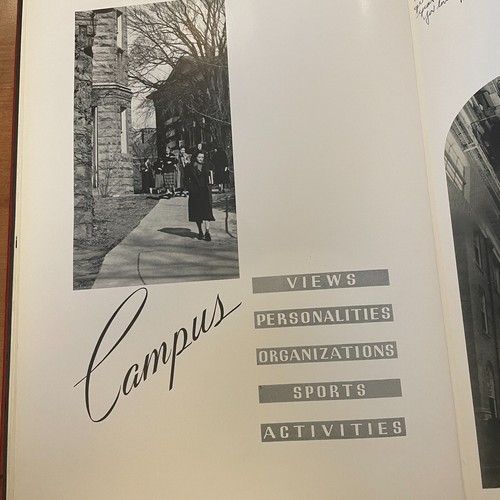 Campus
VIEWS
PERSONALITIES
ORGANIZATIONS
SPORTS
ACTIVITIES